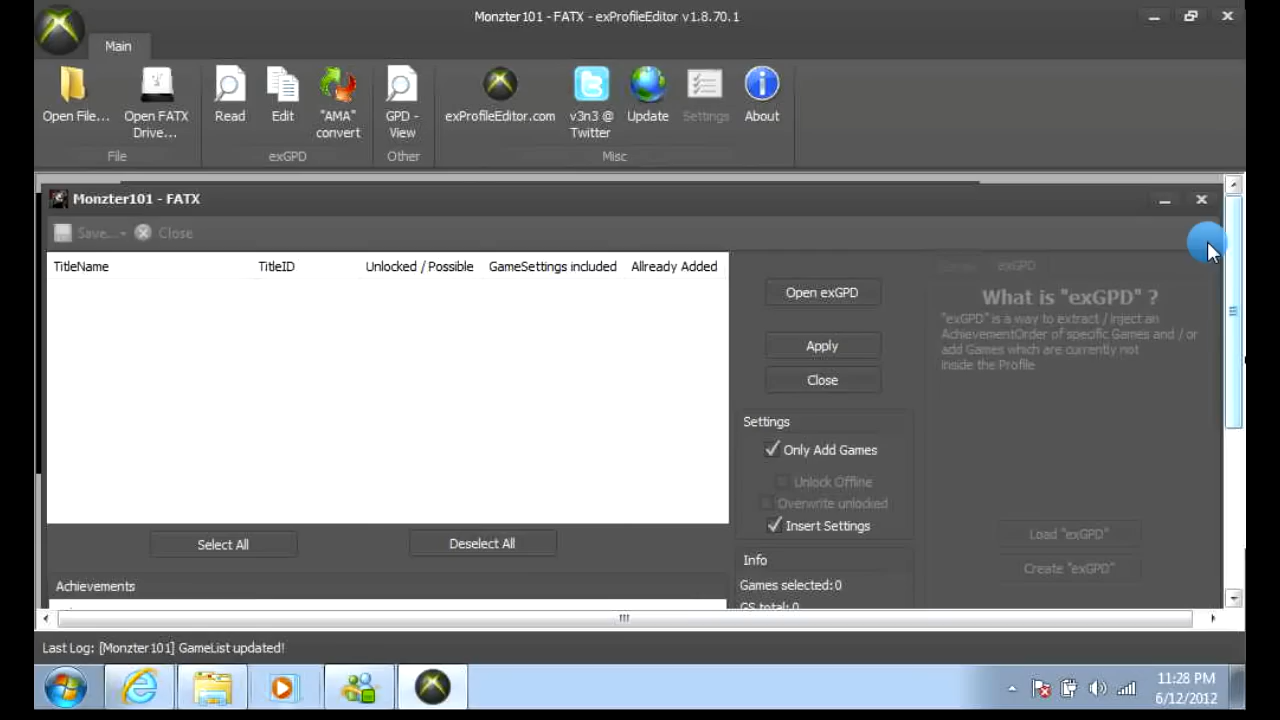 Monzter101 - FATX - exProfileEditor v1.8.70.1
Main
Open File...
Open FATX Drive...
Read
Edit
"AMA" convert
GPD - View
exProfileEditor.com
v3n3 @ Twitter
Update
Settings
About
File
exGPD
Other
Misc
Monzter101 - FATX
Save...
Close
TitleName TitleID Unlocked / Possible GameSettings included Allready Added
Open exGPD
Apply
Close
Settings
Only Add Games
Unlock Offline
Overwrite unlocked
Insert Settings
Info
Games selected: 0
GS total: 0
exGPD
What is "exGPD" ?
"exGPD" is a way to extract / inject an
AchievementOrder of specific Games and / or
add Games which are currently not
inside the Profile
Load "exGPD"
Create "exGPD"
Select All
Deselect All
Achievements
Last Log: [Monzter101] GameList updated!
11:28 PM
6/12/2012